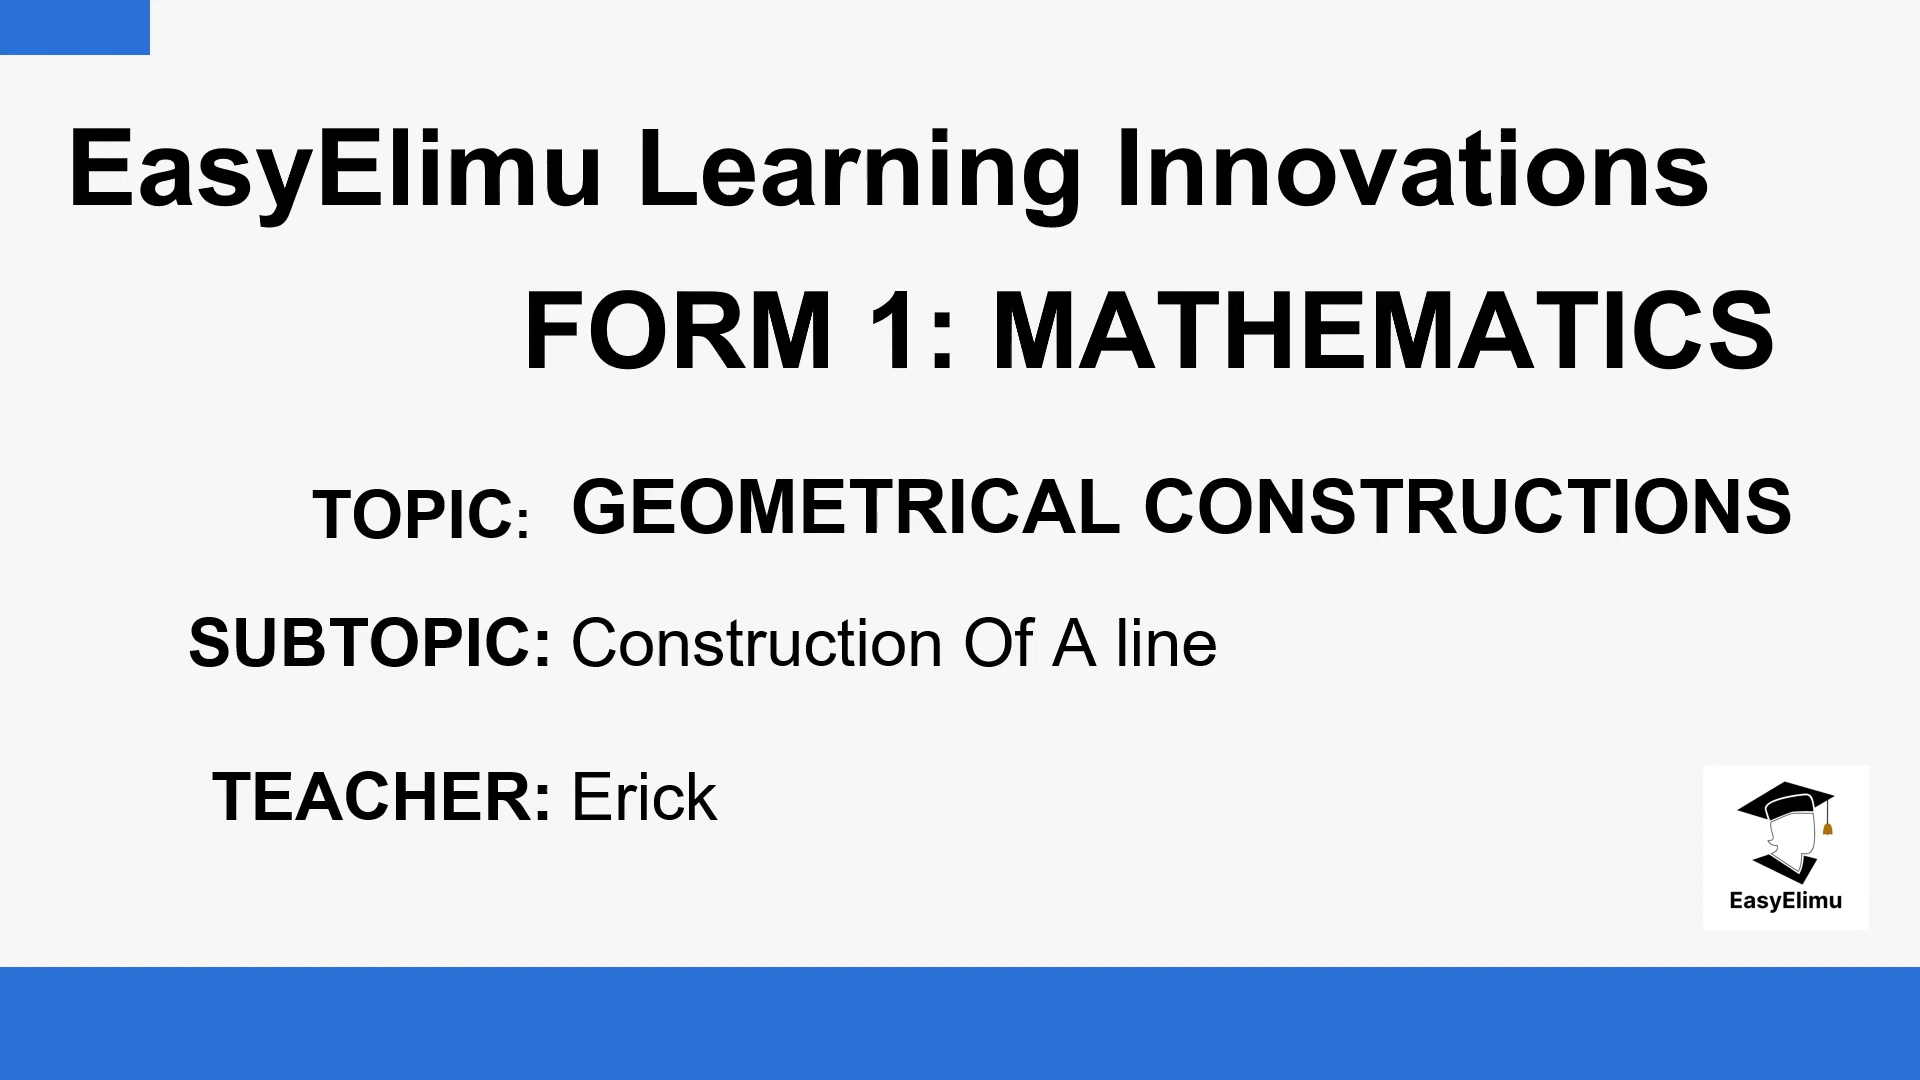 EasyElimu Learning Innovations
FORM 1: MATHEMATICS
TOPIC: GEOMETRICAL CONSTRUCTIONS
SUBTOPIC: Construction Of A line
TEACHER: Erick
EasyElimu